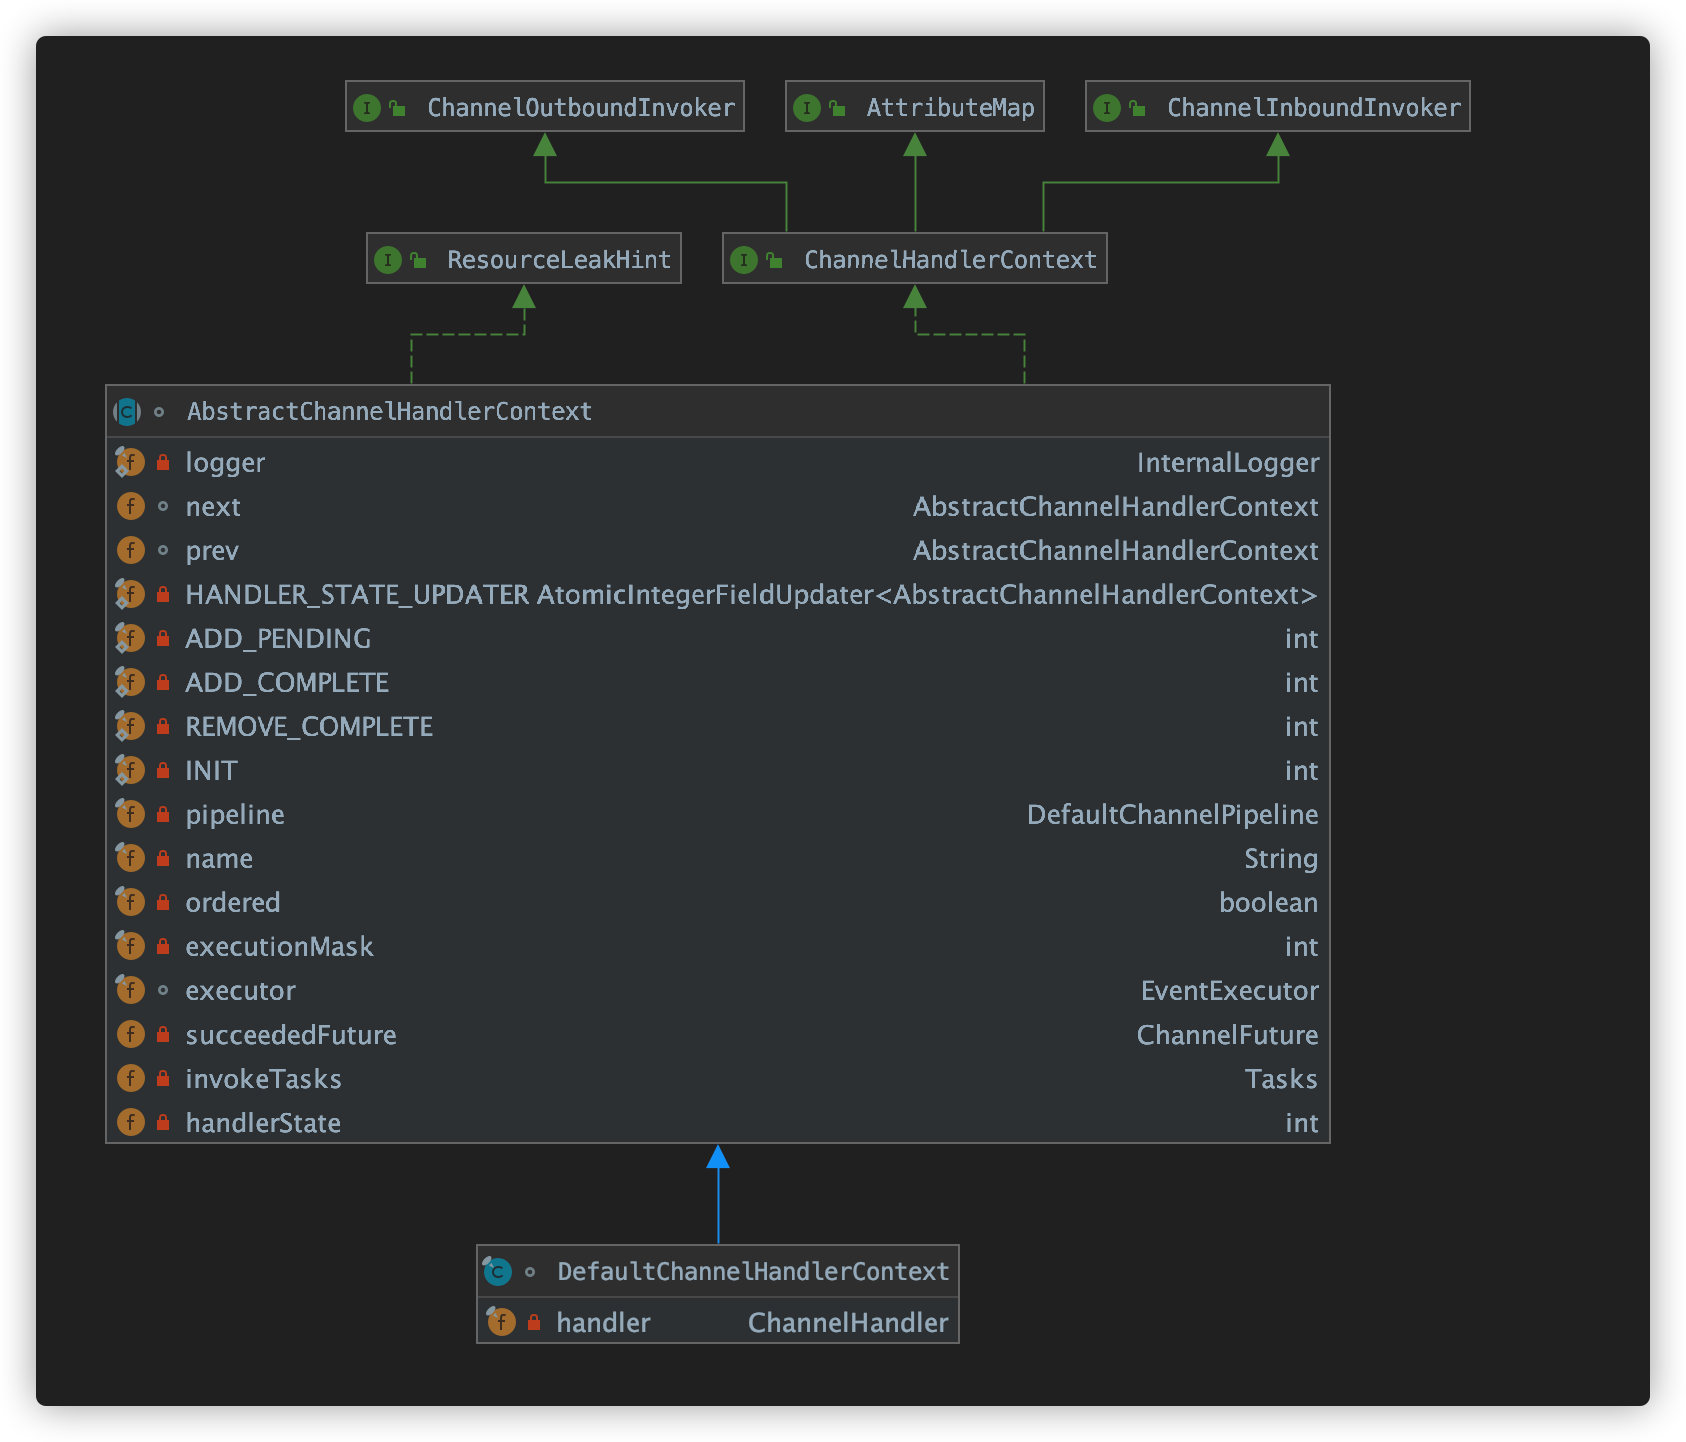 ChannelOutboundInvoker AttributeMap ChannelInboundInvoker
ResourceLeakHint ChannelHandlerContext
AbstractChannelHandlerContext
logger InternalLogger
next AbstractChannelHandlerContext
prev AbstractChannelHandlerContext
HANDLER_STATE_UPDATER AtomicIntegerFieldUpdater<AbstractChannelHandlerContext>
ADD_PENDING int
ADD_COMPLETE int
REMOVE_COMPLETE int
INIT int
pipeline DefaultChannelPipeline
name String
ordered boolean
executionMask int
executor EventExecutor
succeededFuture ChannelFuture
invokeTasks Tasks
handlerState int
DefaultChannelHandlerContext
handler ChannelHandler